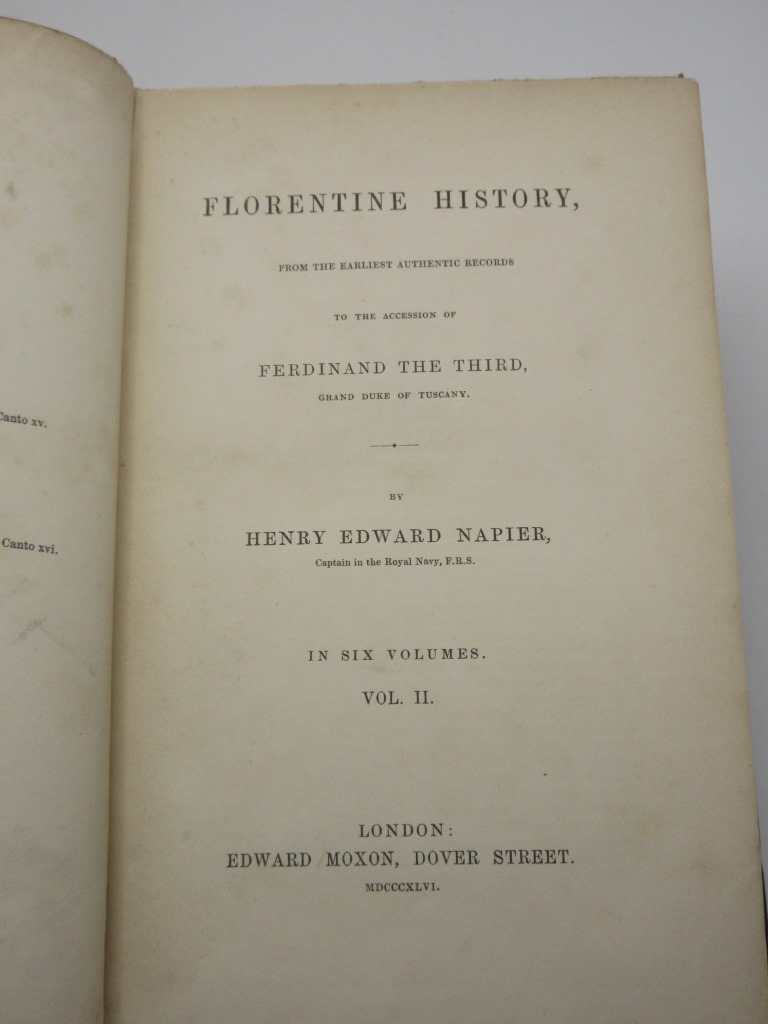 Canto xv.
Canto xvi.
FLORENTINE HISTORY,
FROM THE EARLIEST AUTHENTIC RECORDS
TO THE ACCESSION OF
FERDINAND THE THIRD,
GRAND DUKE OF TUSCANY.
BY
HENRY EDWARD NAPIER,
Captain in the Royal Navy, F.R.S.
IN SIX VOLUMES.
VOL. II.
LONDON:
EDWARD MOXON, DOVER STREET.
MDCCCXLVI.